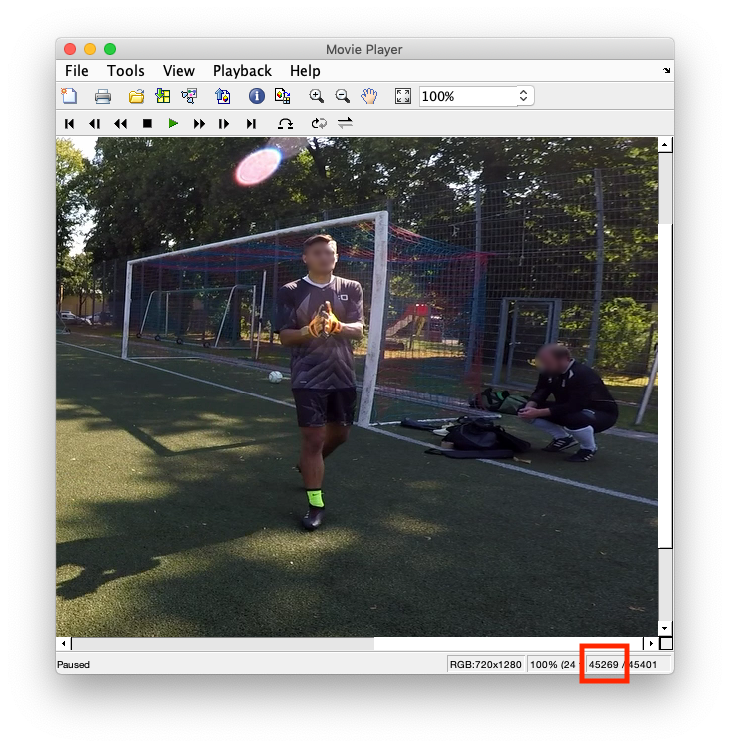 Movie Player
File Tools View Playback Help
100%
Paused
RGB:720x1280
100% (24
45269 / 45401